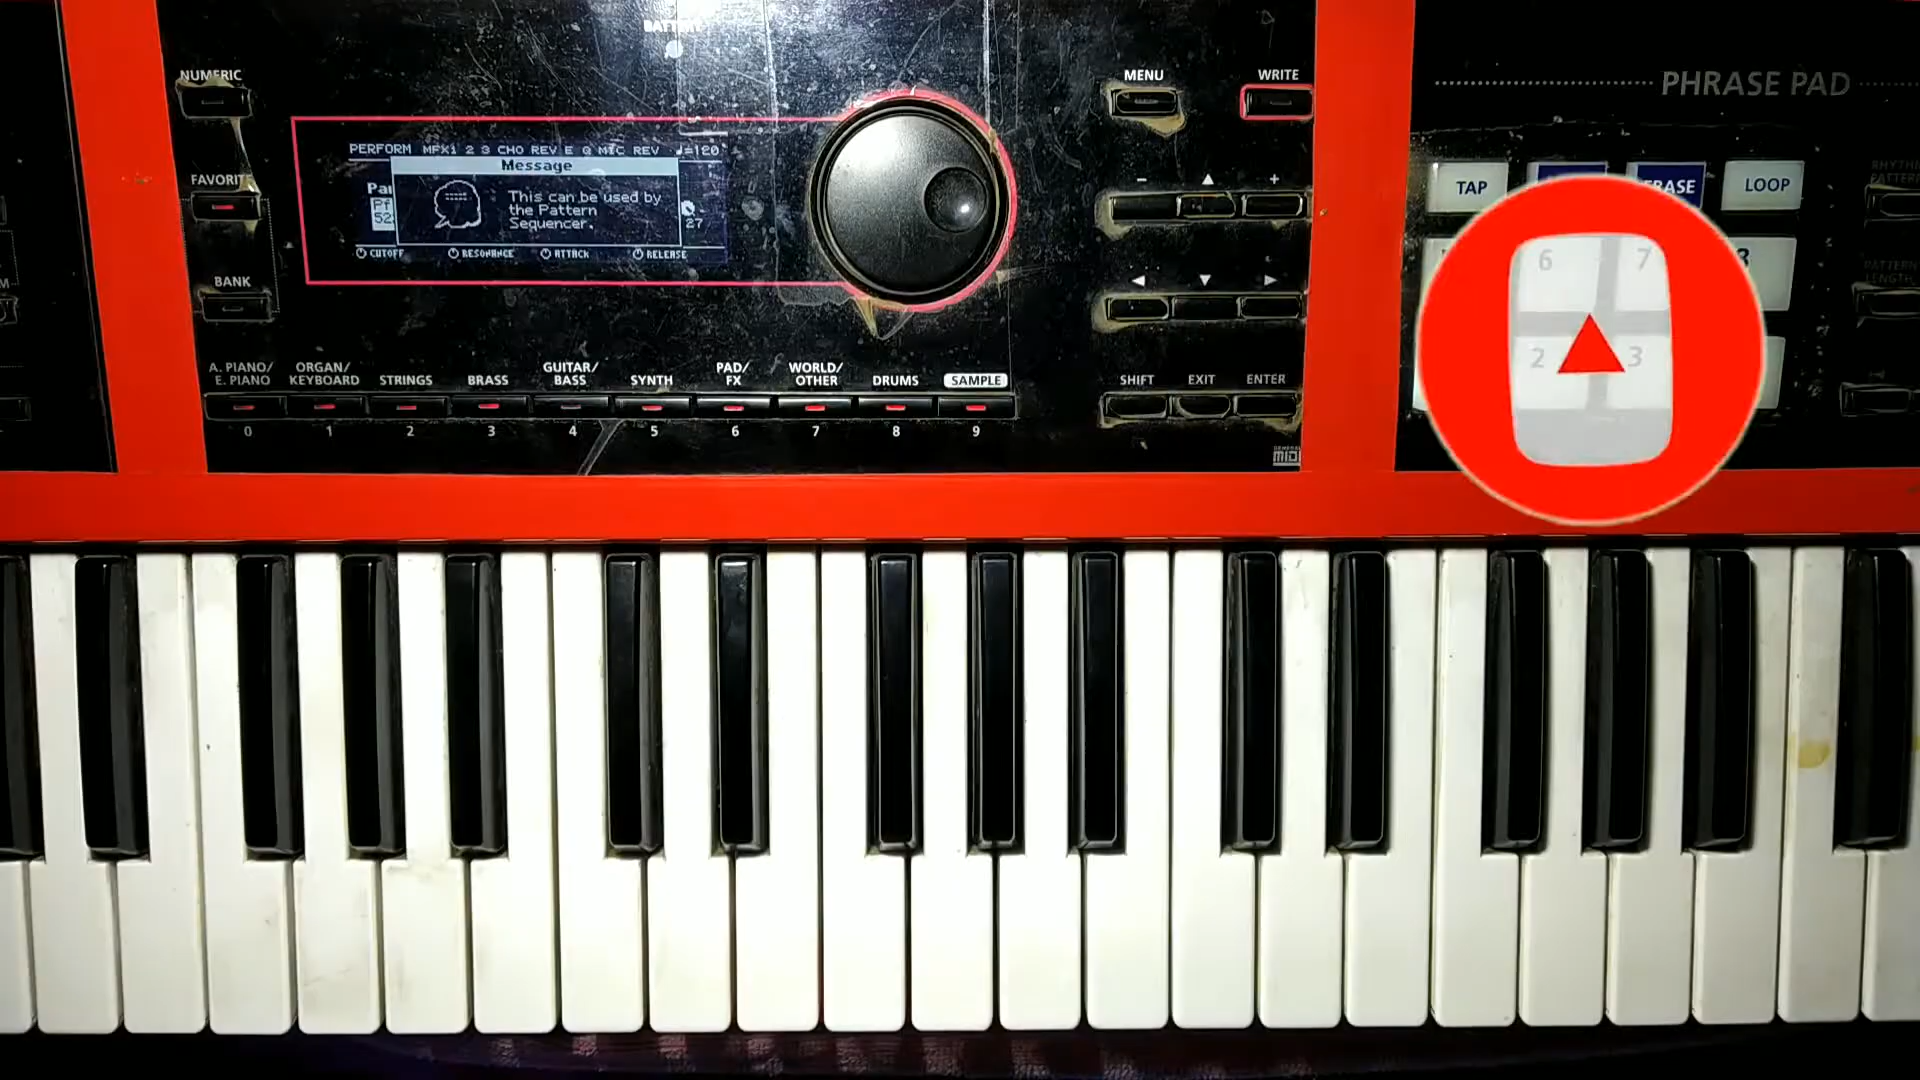 BATTERY
NUMERIC
MENU
WRITE
PHRASE PAD
PERFORM MFX1 2 3 CHO REV E Q MIC REV ♩=120
Message
This can be used by
the Pattern
Sequencer.
27
CUTOFF RESONANCE ATTACK RELEASE
FAVORITE
BANK
TAP
LOOP
- +
6 7
2 3
A. PIANO/
E. PIANO
ORGAN/
KEYBOARD
STRINGS
BRASS
GUITAR/
BASS
SYNTH
PAD/
FX
WORLD/
OTHER
DRUMS
SAMPLE
0 1 2 3 4 5 6 7 8 9
SHIFT EXIT ENTER
GENERAL
MIDI